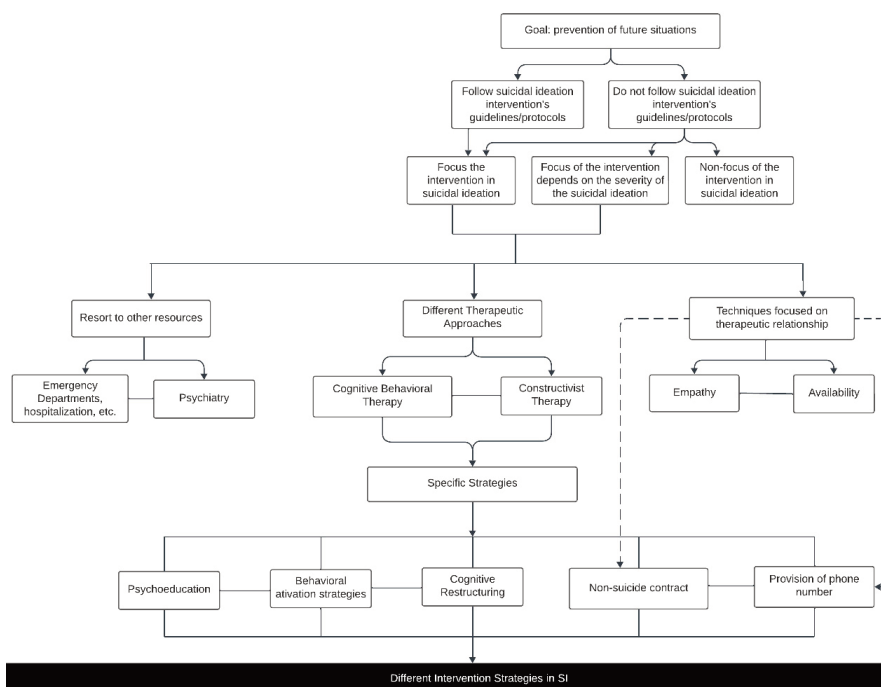 Goal: prevention of future situations
Follow suicidal ideation
intervention's
guidelines/protocols
Do not follow suicidal ideation
intervention's
guidelines/protocols
Focus the
intervention in
suicidal ideation
Focus of the intervention
depends on the severity of
the suicidal ideation
Non-focus of the
intervention in
suicidal ideation
Resort to other resources
Different Therapeutic
Approaches
Techniques focused on
therapeutic relationship
Emergency
Departments,
hospitalization, etc.
Psychiatry
Cognitive Behavioral
Therapy
Constructivist
Therapy
Empathy
Availability
Specific Strategies
Psychoeducation
Behavioral
ativation strategies
Cognitive
Restructuring
Non-suicide contract
Provision of phone
number
Different Intervention Strategies in SI